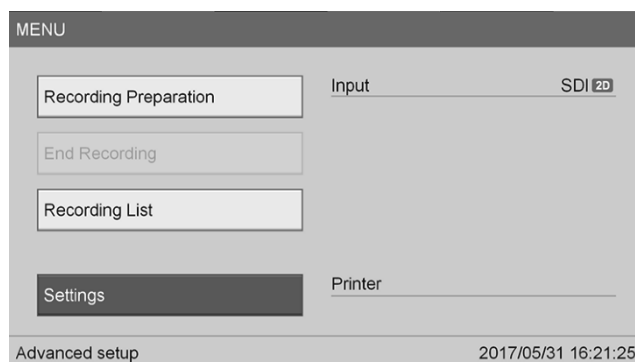 MENU
Recording Preparation
Input SDI 2D
End Recording
Recording List
Settings
Printer
Advanced setup 2017/05/31 16:21:25